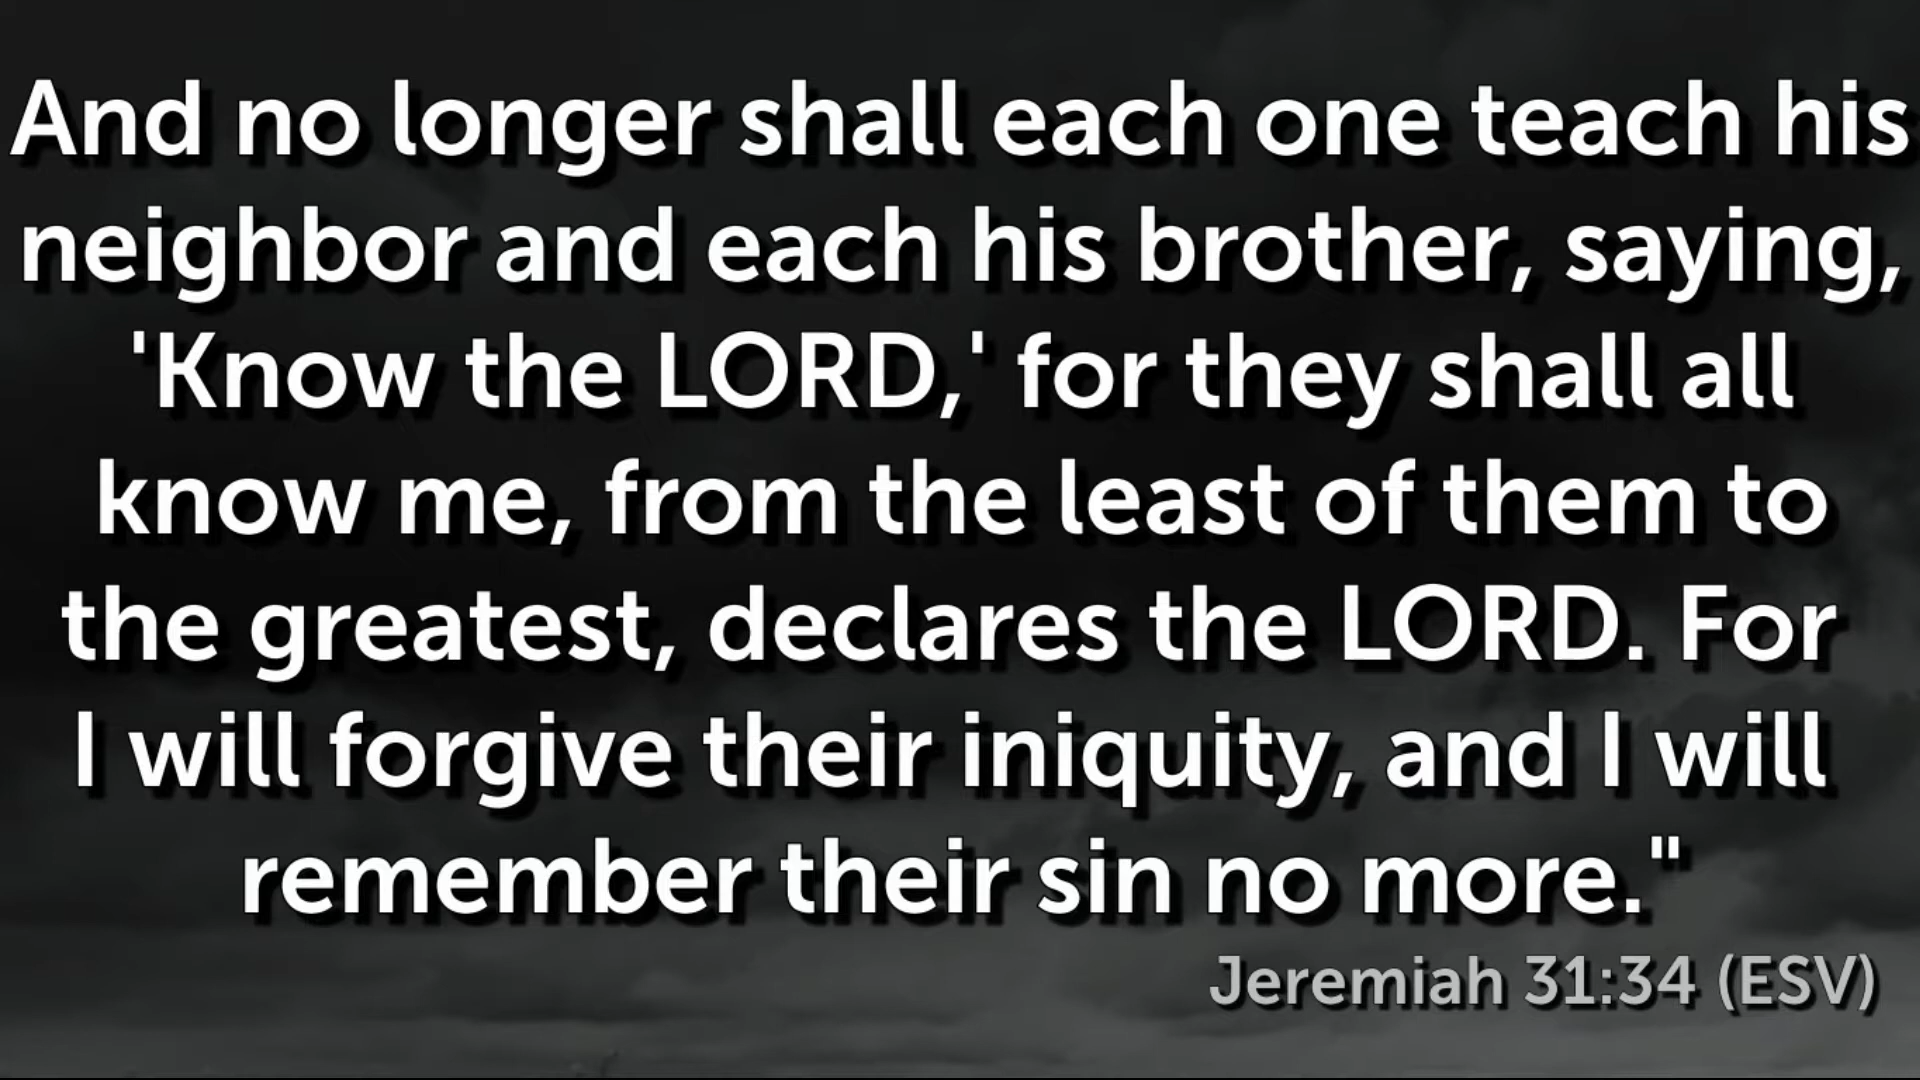 And no longer shall each one teach his
neighbor and each his brother, saying,
'Know the LORD,' for they shall all
know me, from the least of them to
the greatest, declares the LORD. For
I will forgive their iniquity, and I will
remember their sin no more."
Jeremiah 31:34 (ESV)